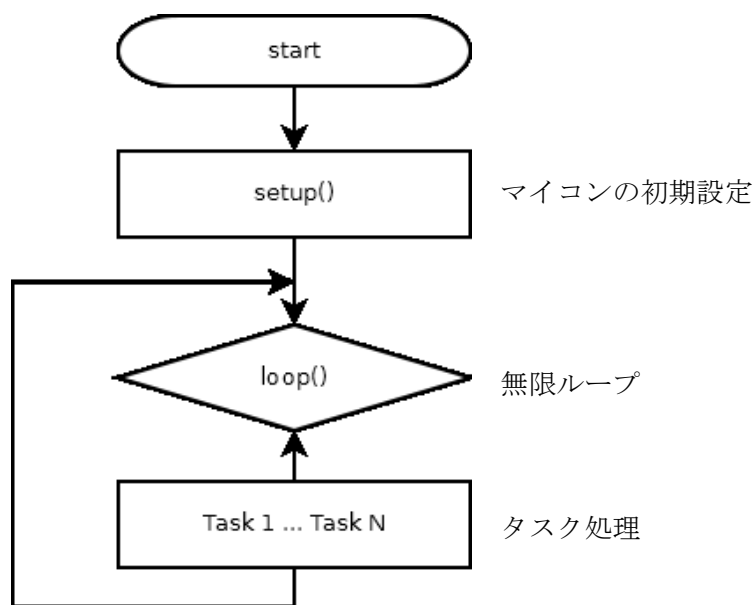 start
setup()
マイコンの初期設定
loop()
無限ループ
Task 1 ... Task N
タスク処理